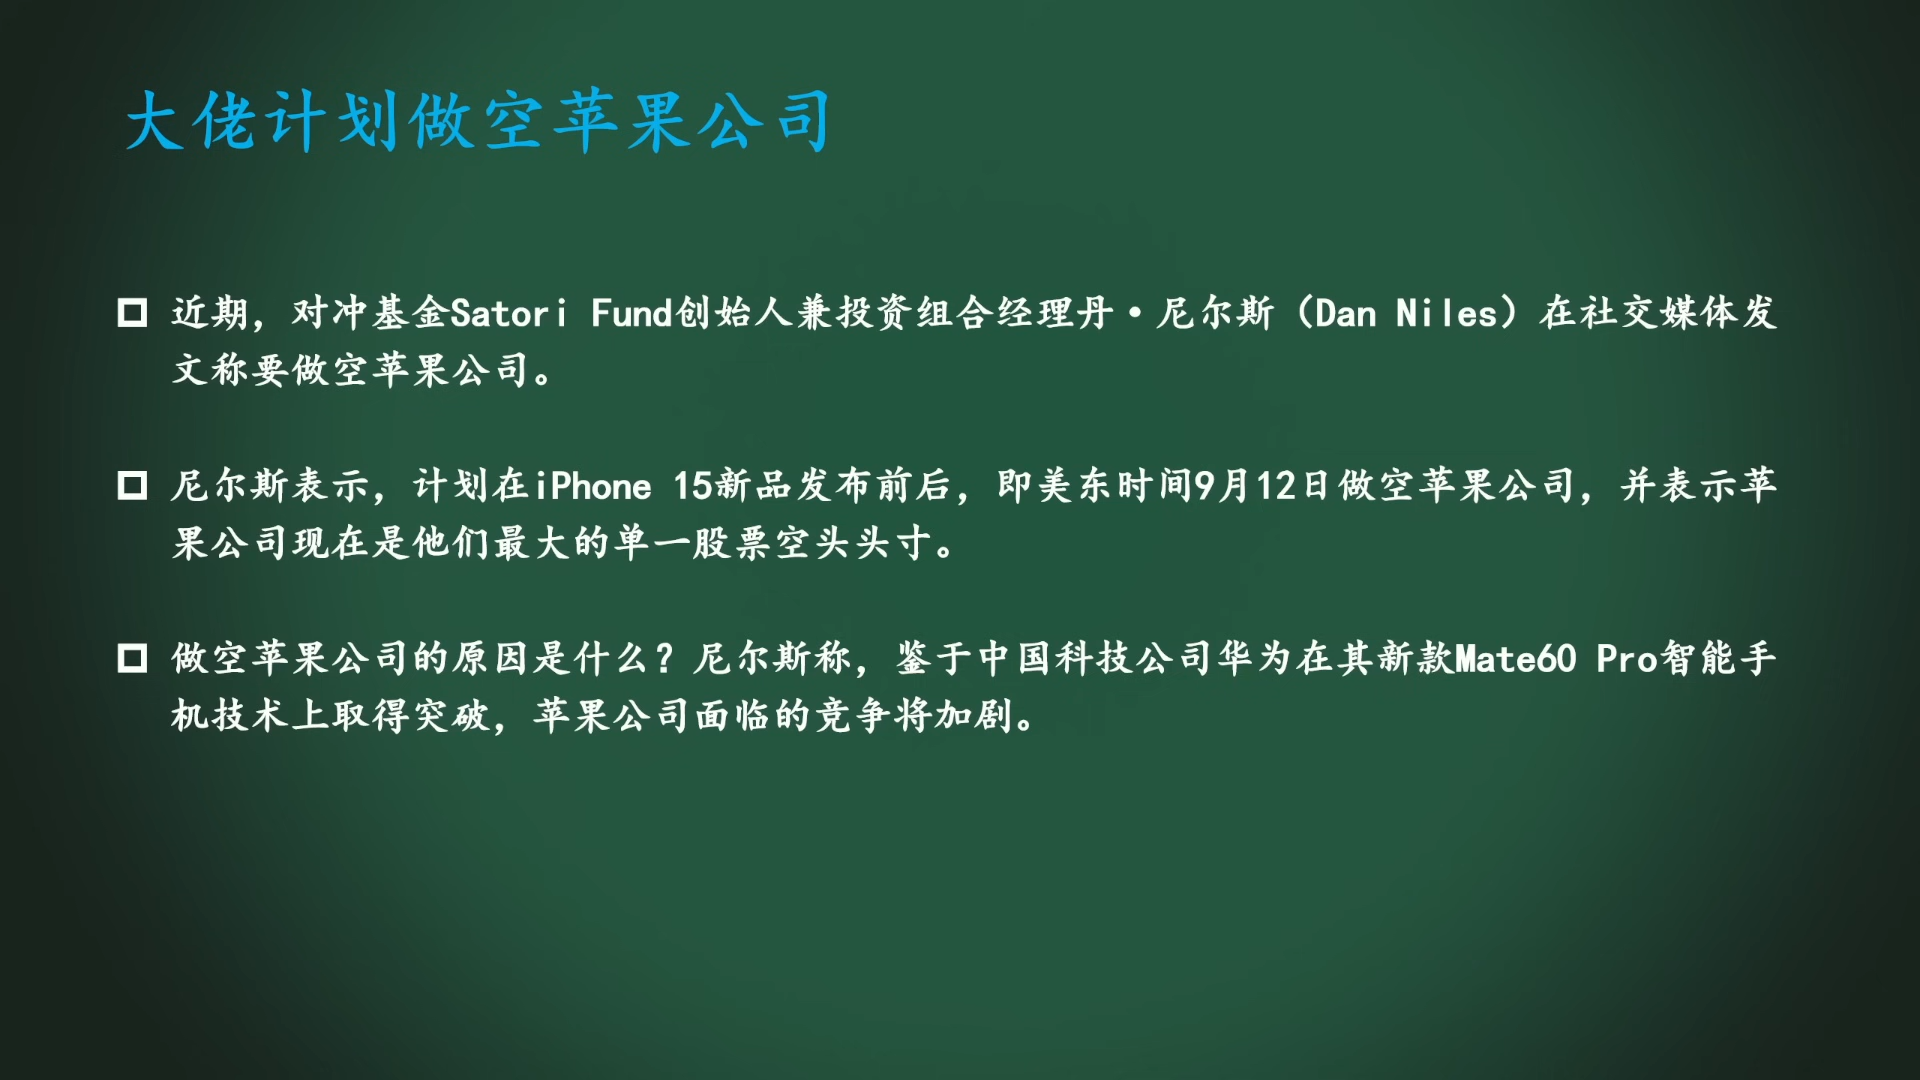 大佬计划做空苹果公司
近期，对冲基金Satori Fund创始人兼投资组合经理丹·尼尔斯（Dan Niles）在社交媒体发
文称要做空苹果公司。
尼尔斯表示，计划在iPhone 15新品发布前后，即美东时间9月12日做空苹果公司，并表示苹
果公司现在是他们最大的单一股票空头头寸。
做空苹果公司的原因是什么？尼尔斯称，鉴于中国科技公司华为在其新款Mate60 Pro智能手
机技术上取得突破，苹果公司面临的竞争将加剧。